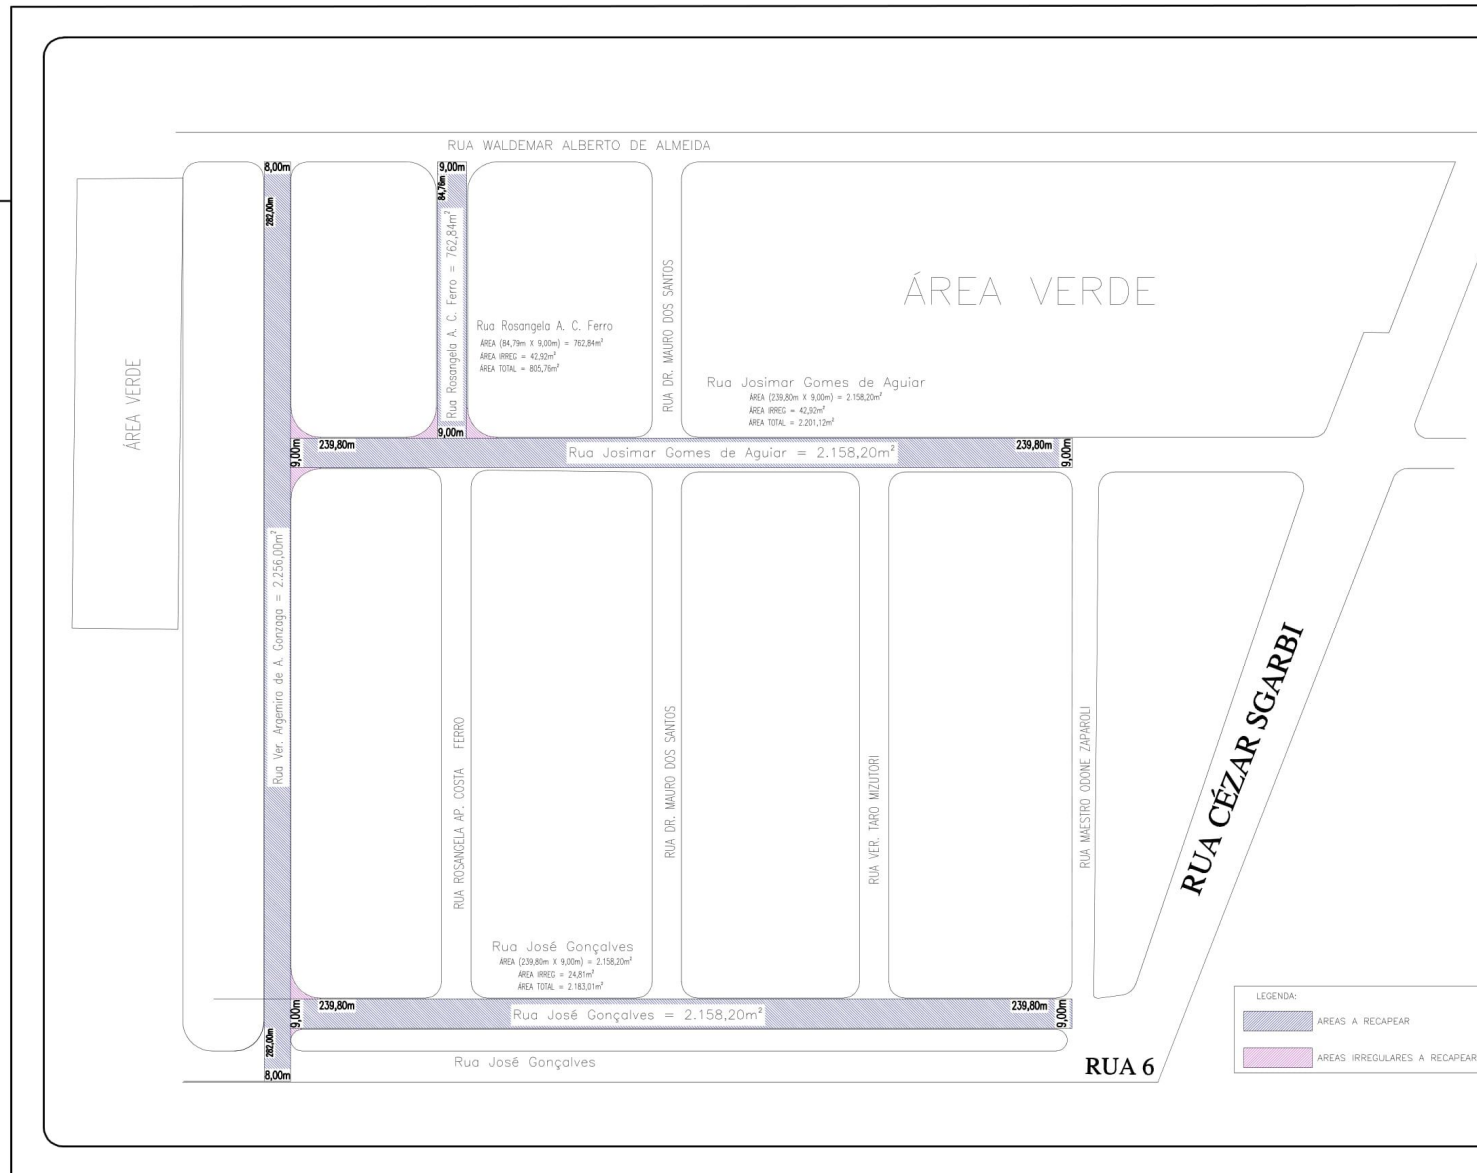 RUA WALDEMAR ALBERTO DE ALMEIDA
8,00m
9,00m
84,76m
282,00m
Rua Rosangela A. C. Ferro = 762,84m²
ÁREA VERDE
RUA DR. MAURO DOS SANTOS
Rua Rosangela A. C. Ferro
ÁREA (84,79m X 9,00m) = 762,84m²
ÁREA IRREG = 42,92m²
ÁREA TOTAL = 805,76m²
ÁREA VERDE
Rua Josimar Gomes de Aguiar
ÁREA (239,80m X 9,00m) = 2.158,20m²
ÁREA IRREG = 42,92m²
ÁREA TOTAL = 2.201,12m²
9,00m
9,00m
239,80m
Rua Josimar Gomes de Aguiar = 2.158,20m²
239,80m
9,00m
Rua Ver. Argemiro de A. Gonzaga = 2.256,00m²
RUA ROSANGELA AP. COSTA FERRO
RUA DR. MAURO DOS SANTOS
RUA VER. TARO MIZUTORI
RUA MAESTRO ODONE ZAPAROLI
RUA CÉZAR SGARBI
Rua José Gonçalves
ÁREA (239,80m X 9,00m) = 2.158,20m²
ÁREA IRREG = 24,81m²
ÁREA TOTAL = 2.183,01m²
9,00m
239,80m
Rua José Gonçalves = 2.158,20m²
239,80m
9,00m
282,00m
8,00m
Rua José Gonçalves
RUA 6
LEGENDA:
AREAS A RECAPEAR
AREAS IRREGULARES A RECAPEAR